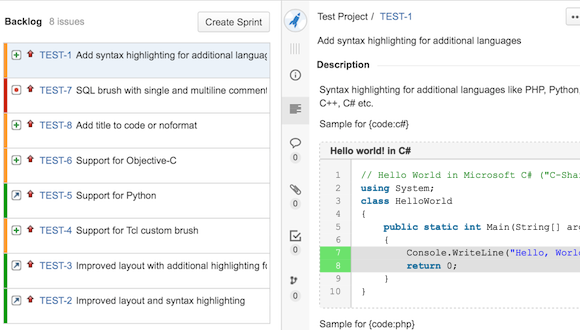 Backlog 8 issues
Create Sprint
TEST-1 Add syntax highlighting for additional
TEST-7 SQL brush with single and multiline comment
TEST-8 Add title to code or noformat
TEST-6 Support for Objective-C
TEST-5 Support for Python
TEST-4 Support for Tcl custom brush
TEST-3 Improved layout with additional highlighting
TEST-2 Improved layout and syntax highlighting
0
0
0
0
Test Project / TEST-1
Add syntax highlighting for additional languages
Description
Syntax highlighting for additional languages like PHP, Python,
C++, C# etc.
Sample for {code:c#}
Hello world! in C#
1 // Hello World in Microsoft C# ("C-Sha
2 using System;
3 class HelloWorld
4 {
5 public static int Main(String[]
6 {
7 Console.WriteLine("Hello,
8 return 0;
9 }
10 }
Sample for {code:php}